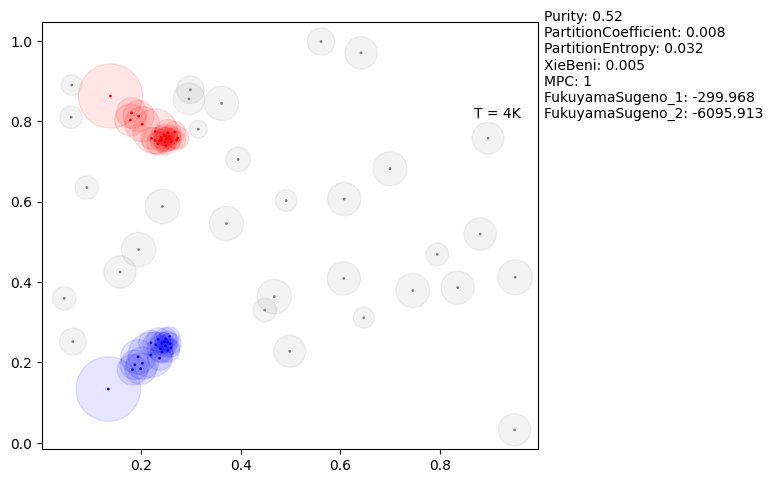 Purity: 0.52
PartitionCoefficient: 0.008
PartitionEntropy: 0.032
XieBeni: 0.005
MPC: 1
FukuyamaSugeno_1: -299.968
FukuyamaSugeno_2: -6095.913
T = 4K
1.0
0.8
0.6
0.4
0.2
0.0
0.2 0.4 0.6 0.8